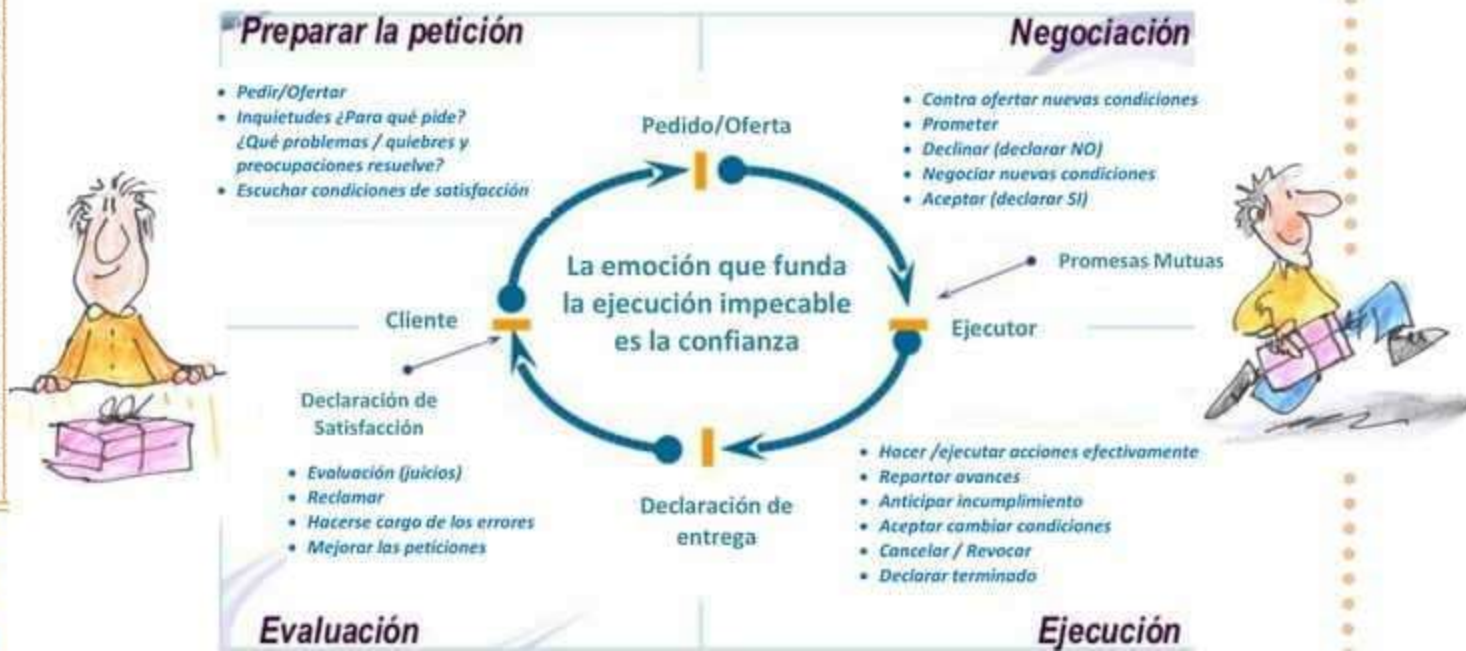 Preparar la petición
• Pedir/Ofertar
• Inquietudes ¿Para qué pide?
¿Qué problemas / quiebres y
preocupaciones resuelve?
• Escuchar condiciones de satisfacción
Negociación
• Contra ofertar nuevas condiciones
• Prometer
• Declinar (declarar NO)
• Negociar nuevas condiciones
• Aceptar (declarar SI)
Pedido/Oferta
La emoción que funda
la ejecución impecable
es la confianza
Promesas Mutuas
Cliente
Ejecutor
Declaración de
Satisfacción
• Evaluación (juicios)
• Reclamar
• Hacerse cargo de los errores
• Mejorar las peticiones
Declaración de
entrega
• Hacer /ejecutar acciones efectivamente
• Reportar avances
• Anticipar incumplimiento
• Aceptar cambiar condiciones
• Cancelar / Revocar
• Declarar terminado
Evaluación
Ejecución